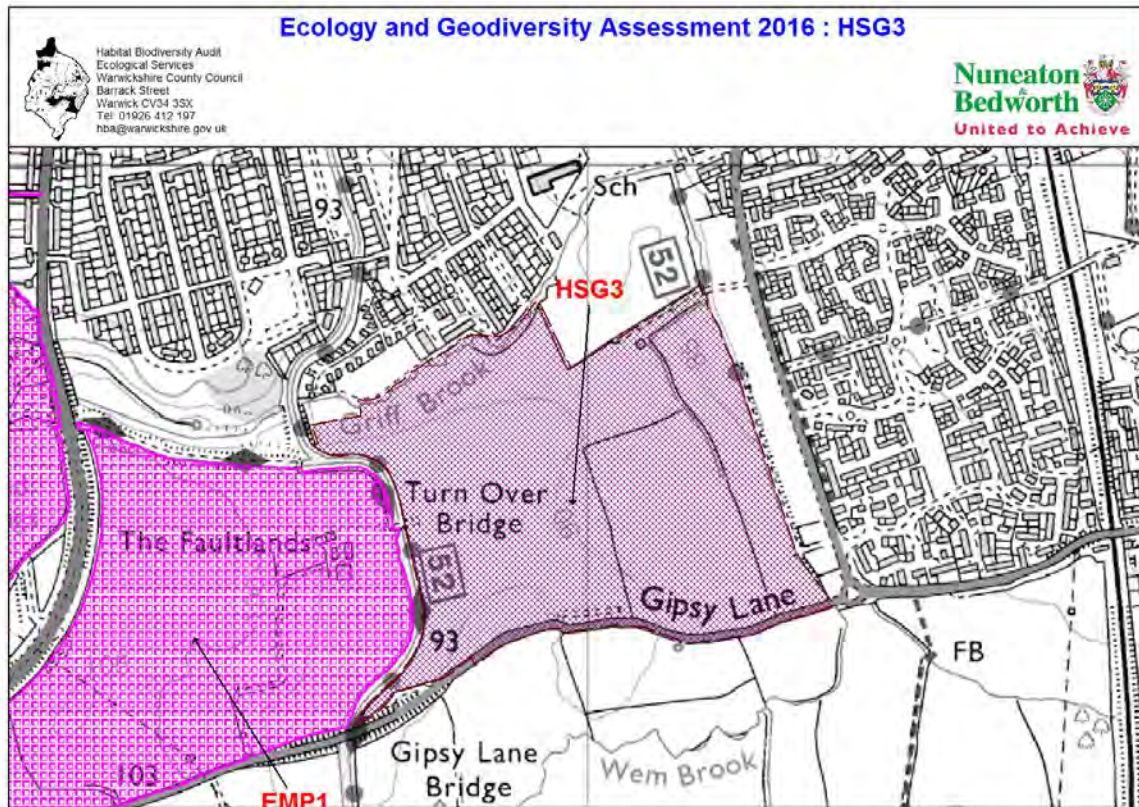 Ecology and Geodiversity Assessment 2016 : HSG3
Habitat Biodiversity Audit
Ecological Services
Warwickshire County Council
Barrack Street
Warwick CV34 3SX
Tel: 01926 412 197
hba@warwickshire.gov.uk
Nuneaton
&
Bedworth
United to Achieve
93
Sch
52
HSG3
Griff Brook
Turn Over
Bridge
The Faultlands
52
Gipsy Lane
93
FB
Gipsy Lane
Bridge
Wem Brook
103
EMP1